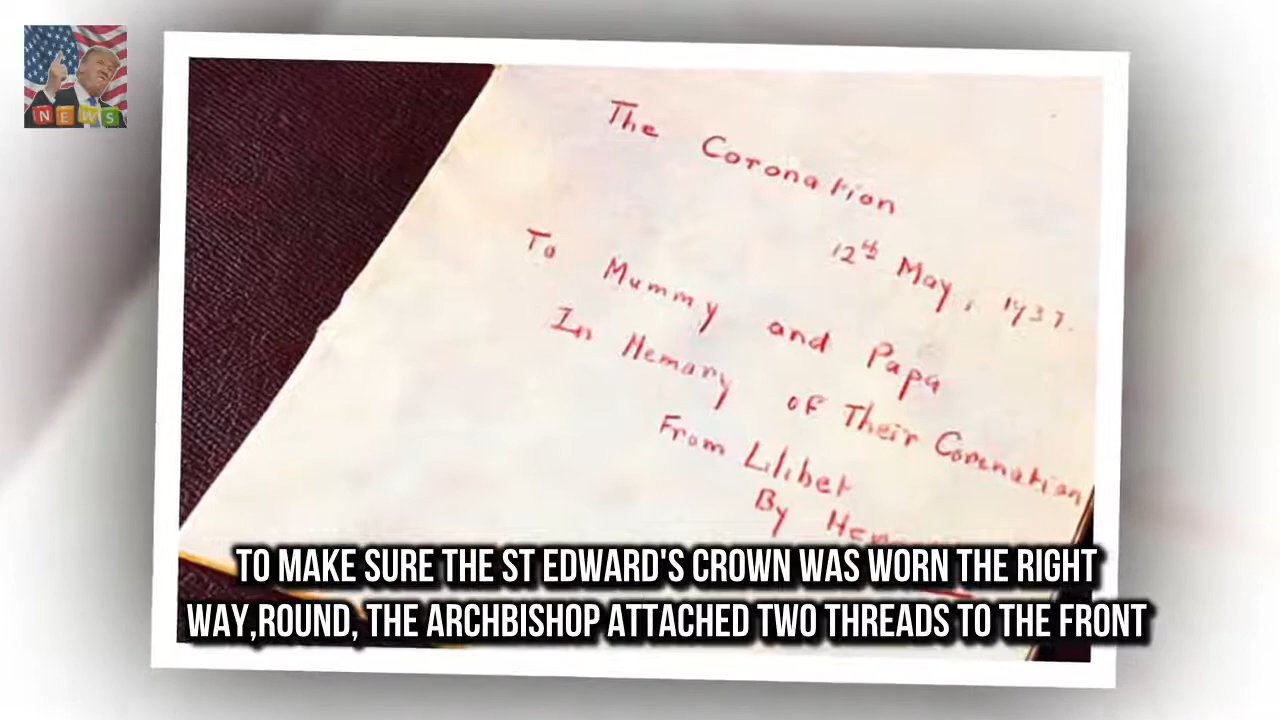 NEWS
The Coronation
12th May, 1937.
To Mummy and Papa
In Memary of Their Coronation
From Lilibet
By
TO MAKE SURE THE ST EDWARD'S CROWN WAS WORN THE RIGHT
WAY,ROUND, THE ARCHBISHOP ATTACHED TWO THREADS TO THE FRONT